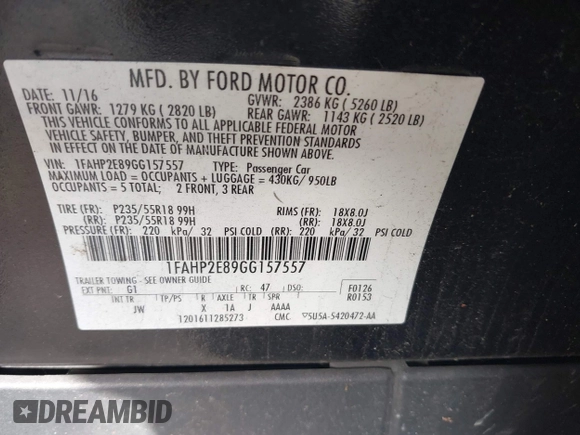 MFD. BY FORD MOTOR CO.
DATE: 11/16 GVWR: 2386 KG ( 5260 LB)
FRONT GAWR: 1279 KG ( 2820 LB) REAR GAWR: 1143 KG ( 2520 LB)
THIS VEHICLE CONFORMS TO ALL APPLICABLE FEDERAL MOTOR
VEHICLE SAFETY, BUMPER, AND THEFT PREVENTION STANDARDS
IN EFFECT ON THE DATE OF MANUFACTURE SHOWN ABOVE.
VIN: 1FAHP2E89GG157557 TYPE: Passenger Car
MAXIMUM LOAD = OCCUPANTS + LUGGAGE = 430KG/ 950LB
OCCUPANTS = 5 TOTAL; 2 FRONT, 3 REAR
TIRE (FR): P235/55R18 99H RIMS (FR): 18X8.0J
(RR): P235/55R18 99H (RR): 18X8.0J
PRESSURE (FR): 220 kPa/ 32 PSI COLD (RR): 220 kPa/ 32 PSI COLD
1FAHP2E89GG157557
TRAILER TOWING - SEE OWNER GUIDE
EXT PNT: G1 RC: 47 DSO: F0126
INT TR TP/PS R AXLE TR SPR R0153
JW X 1A J AAAA
1201611285273 CMC 5U5A-5420472-AA
DREAMBID